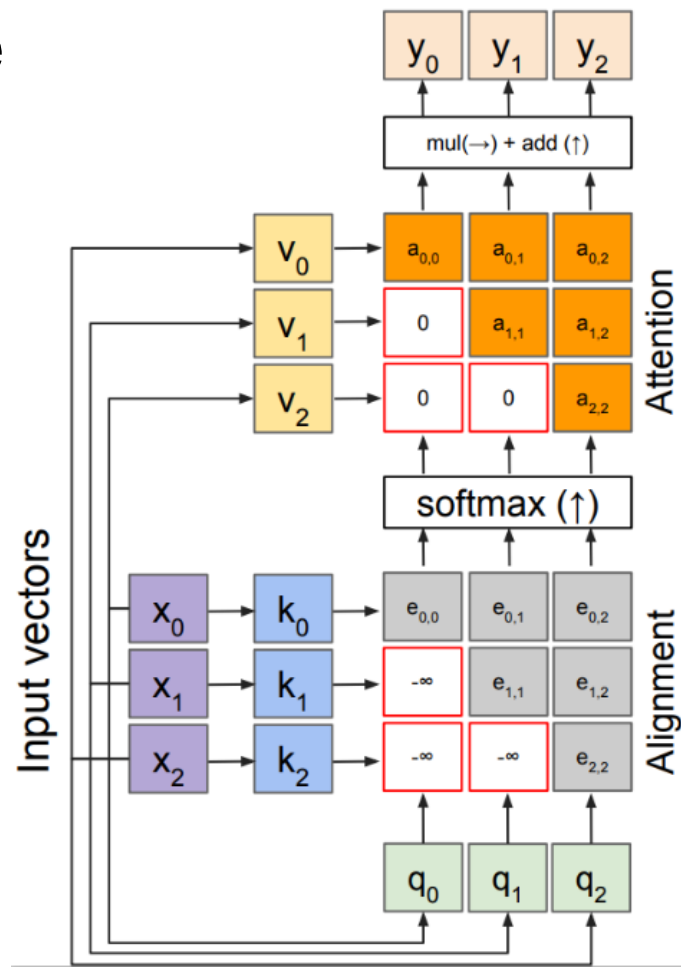 e
y0 y1 y2
mul(→) + add (↑)
v0 a0,0 a0,1 a0,2
v1 0 a1,1 a1,2
v2 0 0 a2,2
Attention
softmax (↑)
Input vectors
x0 k0 e0,0 e0,1 e0,2
x1 k1 -∞ e1,1 e1,2
x2 k2 -∞ -∞ e2,2
Alignment
q0 q1 q2